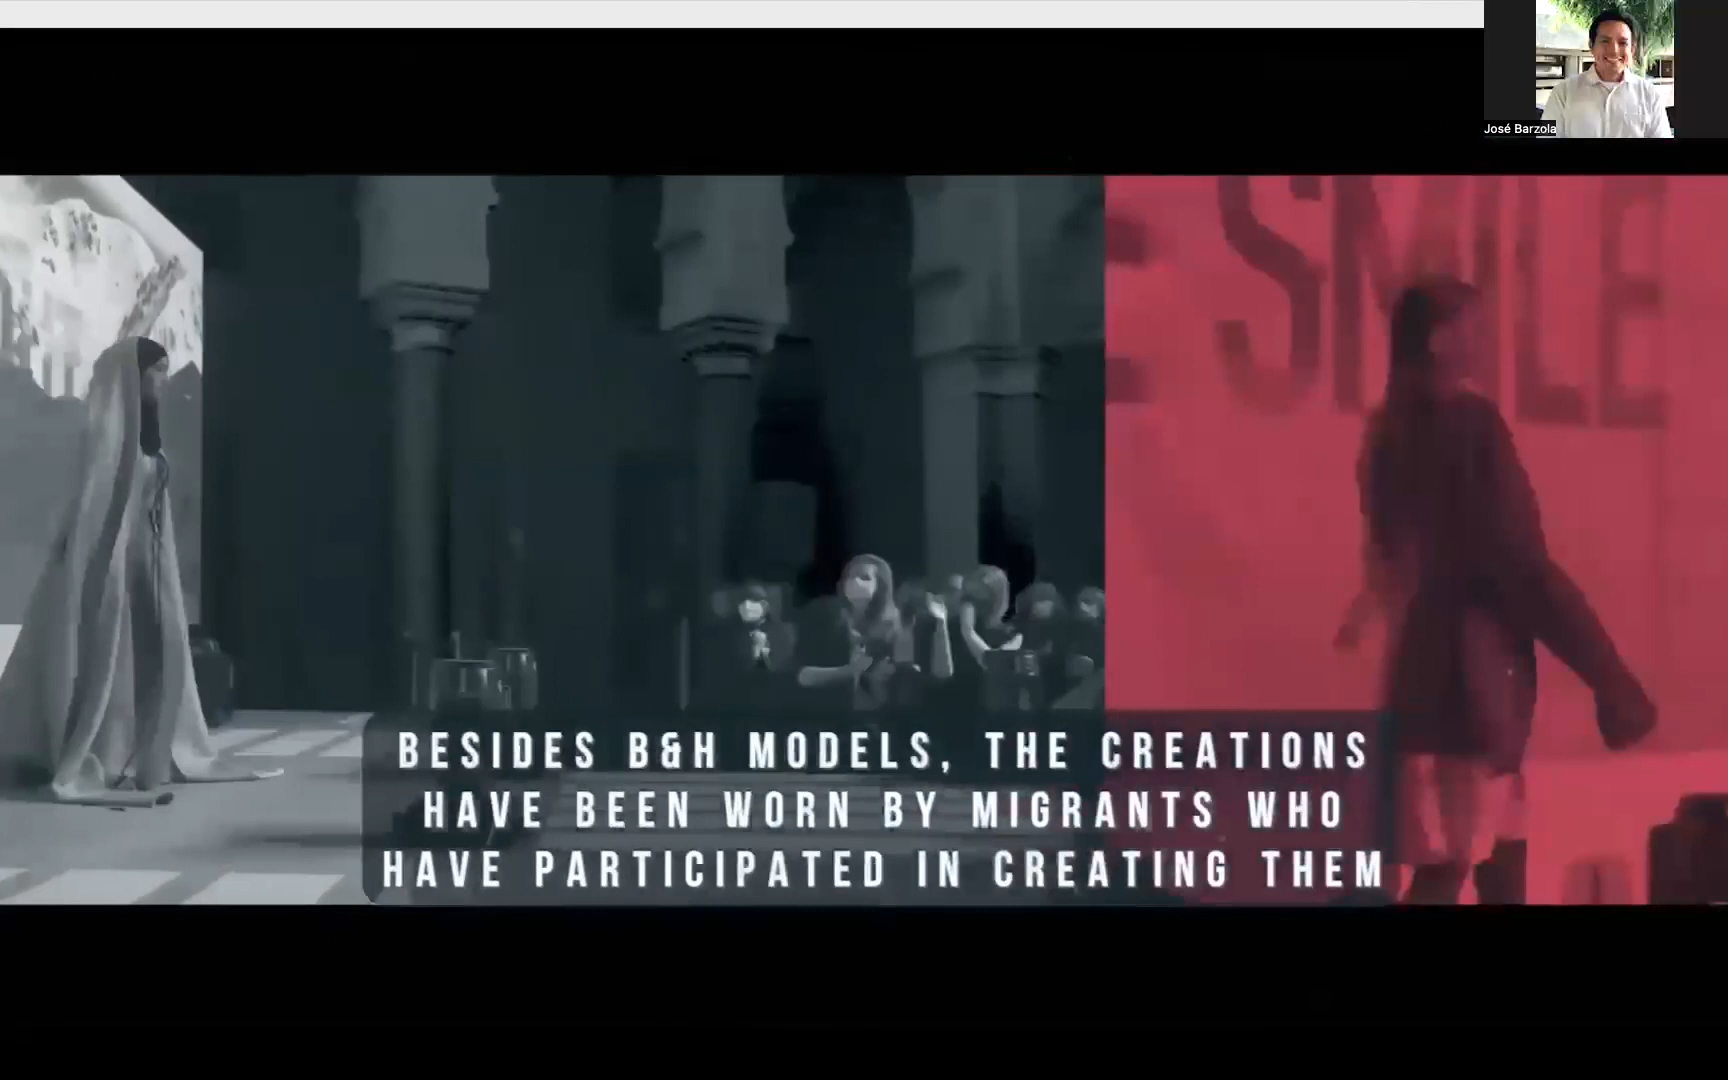 José Barzola
SMILE
BESIDES B&H MODELS, THE CREATIONS
HAVE BEEN WORN BY MIGRANTS WHO
HAVE PARTICIPATED IN CREATING THEM